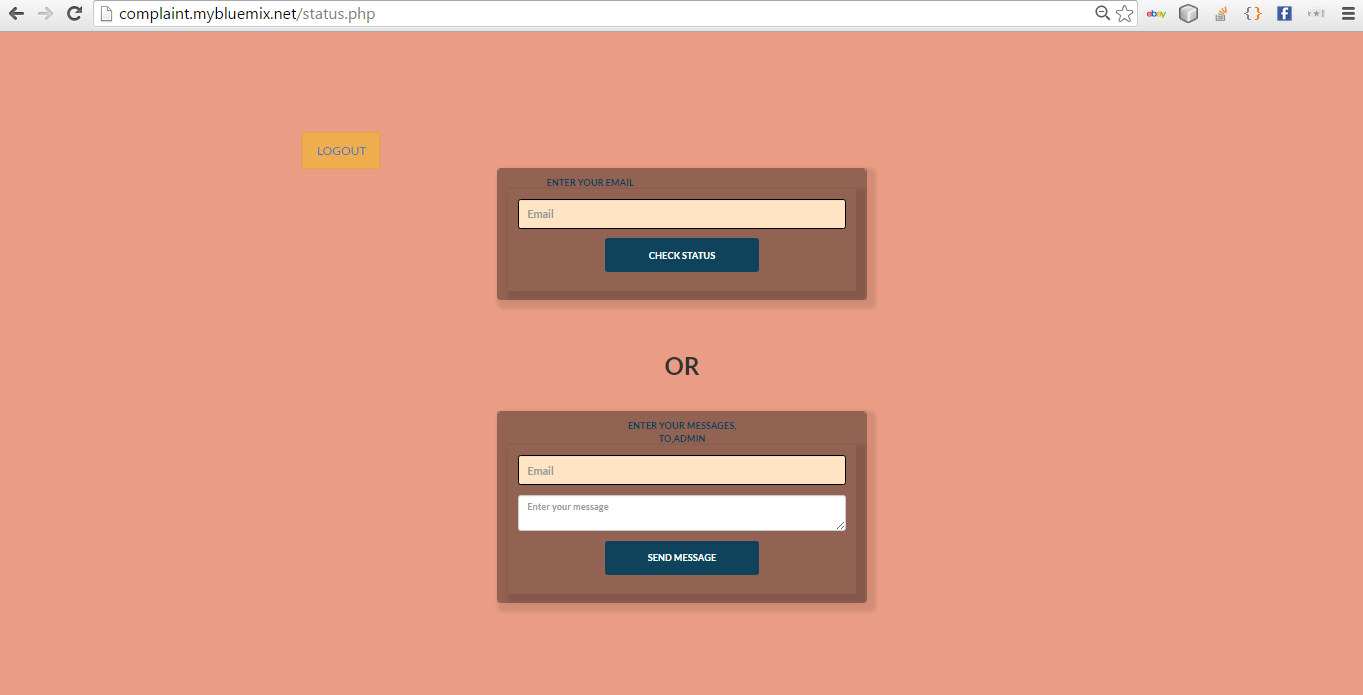 complaint.mybluemix.net/status.php
ebay
LOGOUT
ENTER YOUR EMAIL
Email
CHECK STATUS
OR
ENTER YOUR MESSAGES,
TO,ADMIN
Email
Enter your message
SEND MESSAGE